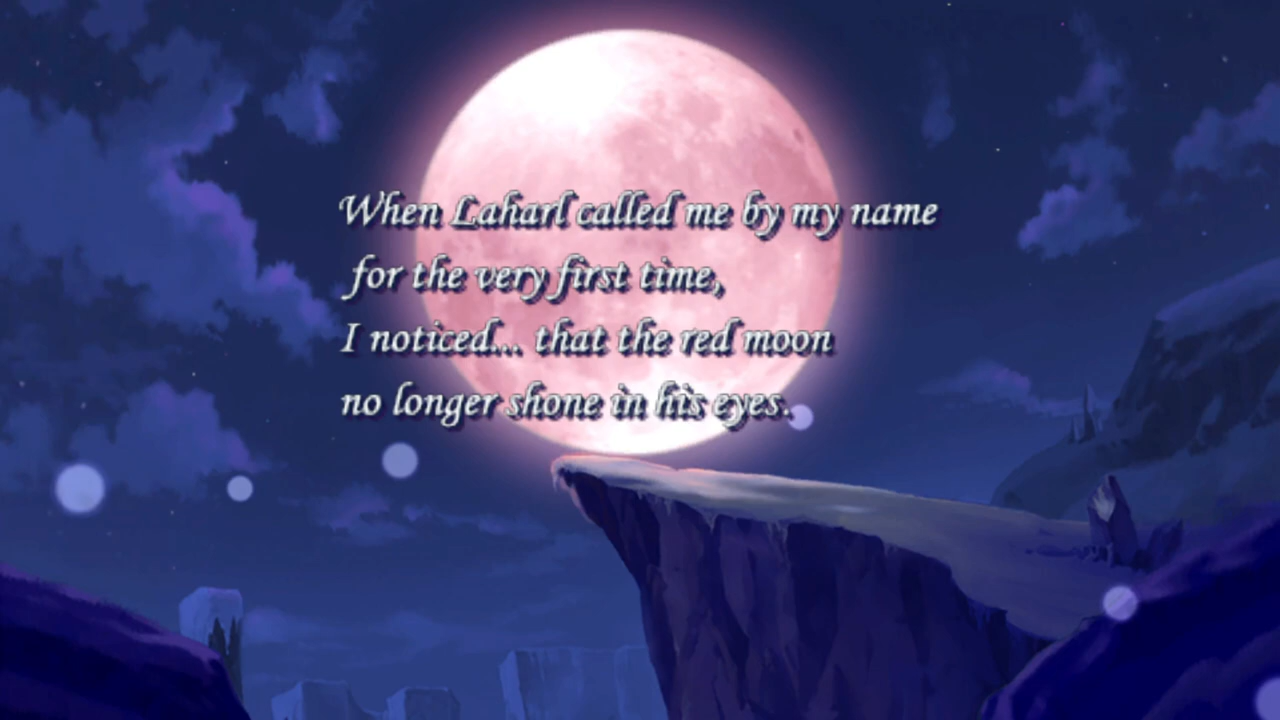 When Laharl called me by my name
for the very first time,
I noticed... that the red moon
no longer shone in his eyes.